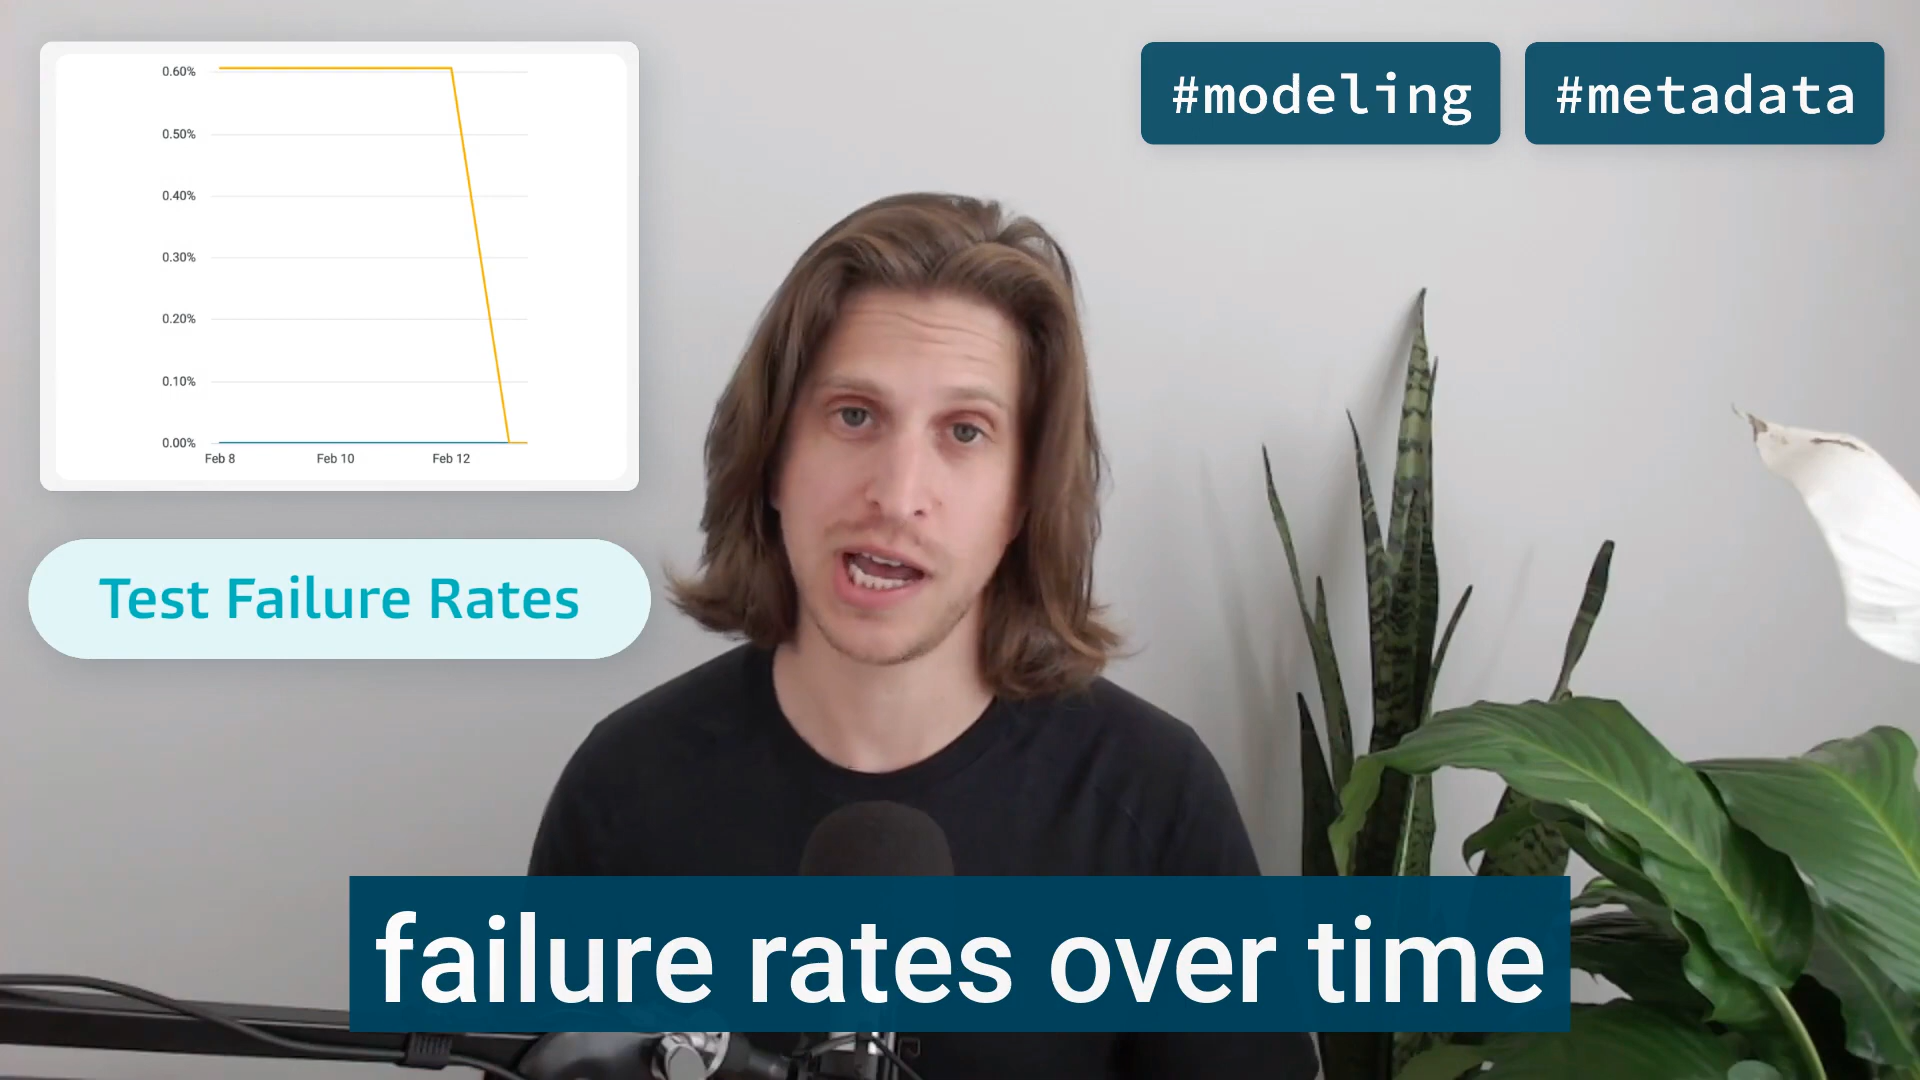 0.60%
0.50%
0.40%
0.30%
0.20%
0.10%
0.00%
Feb 8 Feb 10 Feb 12
Test Failure Rates
#modeling #metadata
failure rates over time